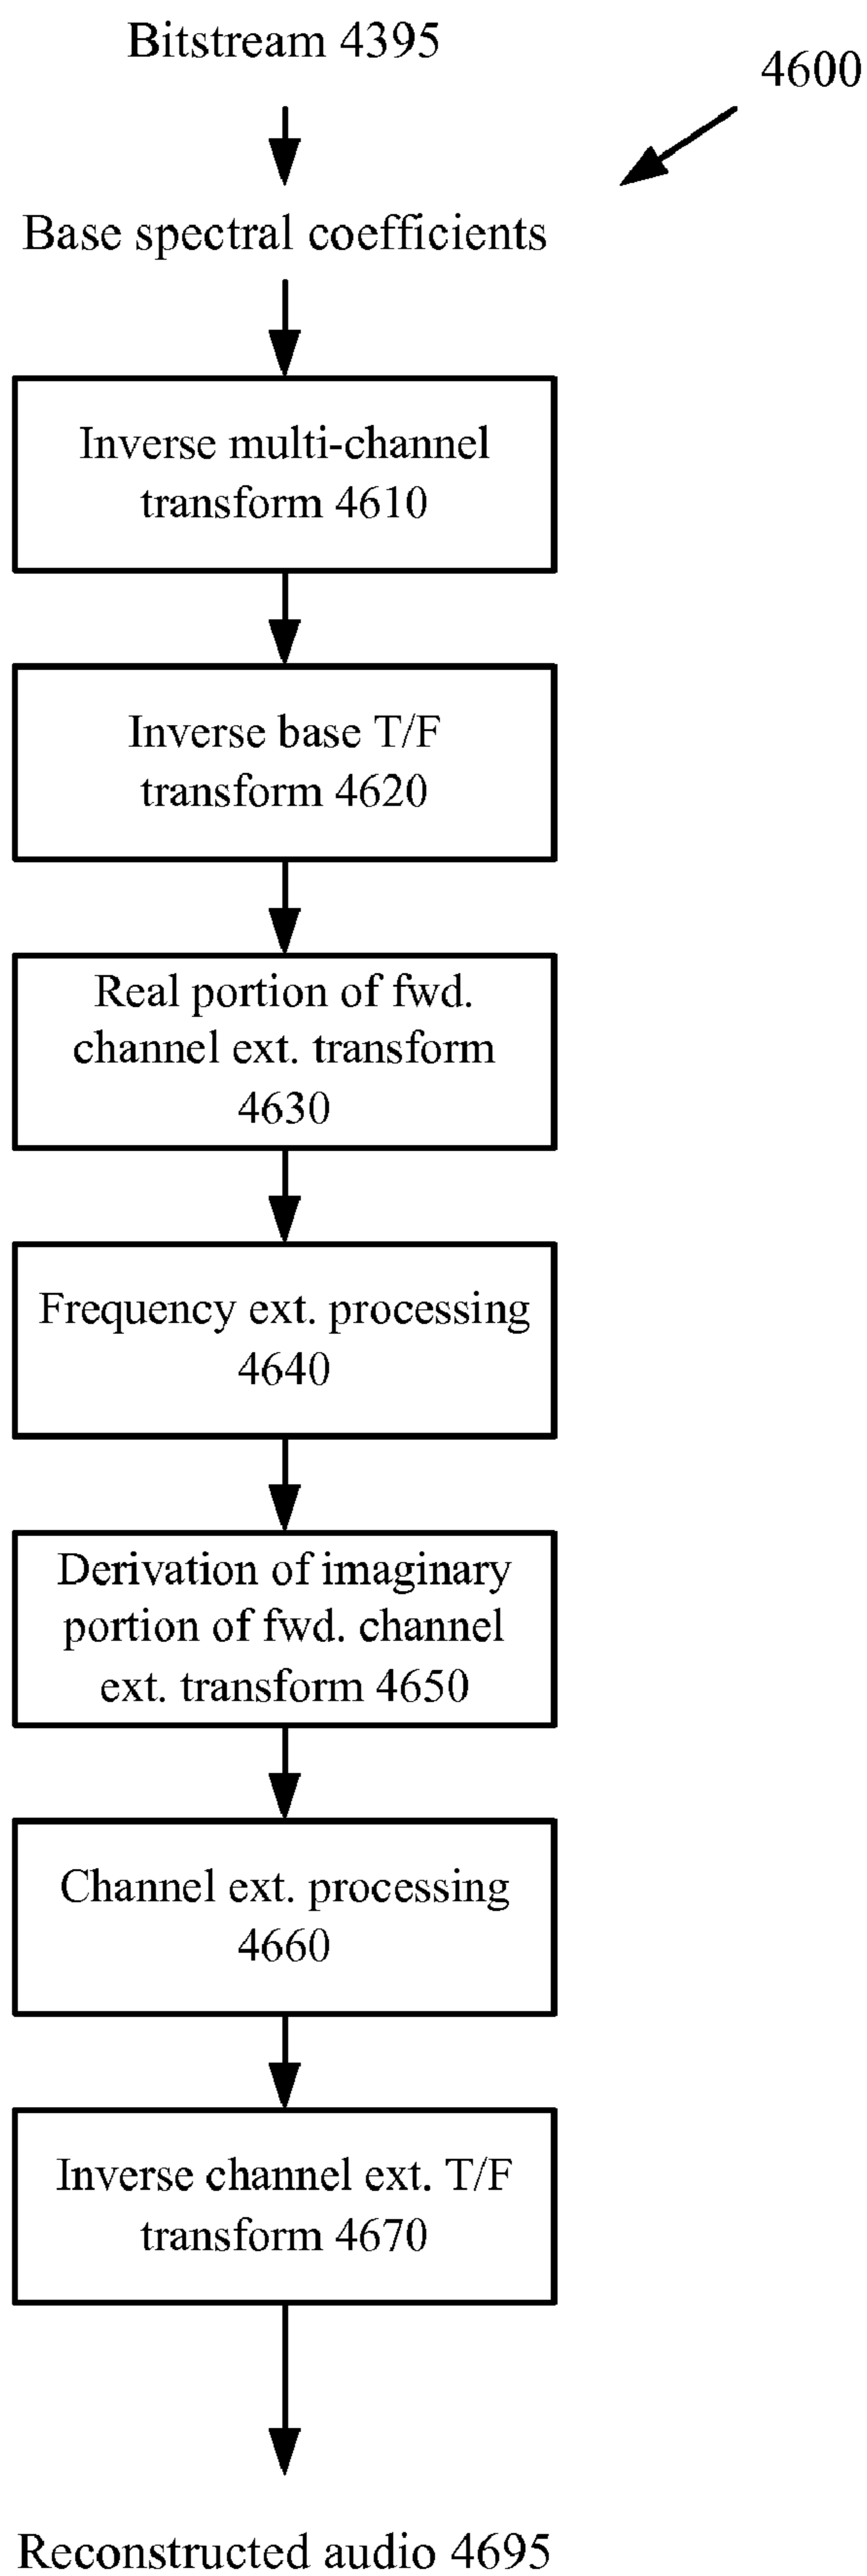 Bitstream 4395
4600
Base spectral coefficients
Inverse multi-channel
transform 4610
Inverse base T/F
transform 4620
Real portion of fwd.
channel ext. transform
4630
Frequency ext. processing
4640
Derivation of imaginary
portion of fwd. channel
ext. transform 4650
Channel ext. processing
4660
Inverse channel ext. T/F
transform 4670
Reconstructed audio 4695